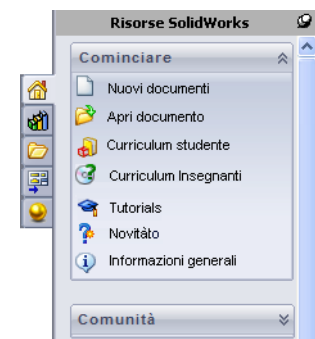 Risorse SolidWorks
Cominciare
Nuovi documenti
Apri documento
Curriculum studente
Curriculum Insegnanti
Tutorials
Novitàto
Informazioni generali
Comunità